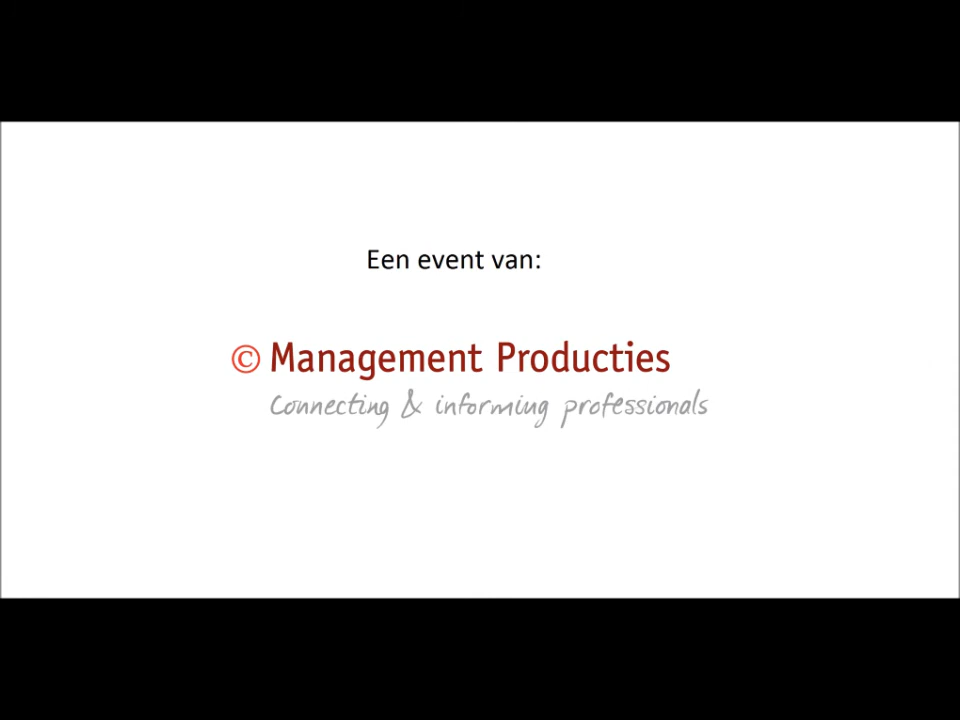 Een event van:
© Management Producties
Connecting & informing professionals